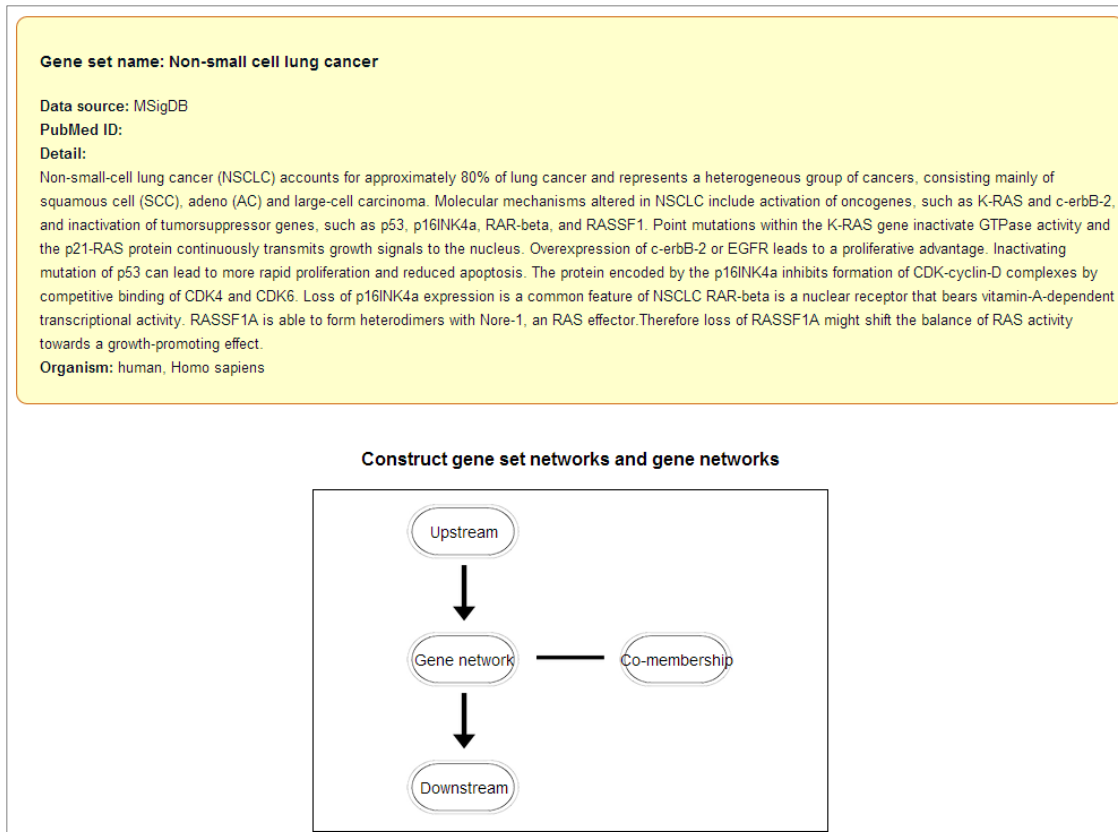 Gene set name: Non-small cell lung cancer
Data source: MSigDB
PubMed ID:
Detail:
Non-small-cell lung cancer (NSCLC) accounts for approximately 80% of lung cancer and represents a heterogeneous group of cancers, consisting mainly of
squamous cell (SCC), adeno (AC) and large-cell carcinoma. Molecular mechanisms altered in NSCLC include activation of oncogenes, such as K-RAS and c-erbB-2,
and inactivation of tumorsuppressor genes, such as p53, p16INK4a, RAR-beta, and RASSF1. Point mutations within the K-RAS gene inactivate GTPase activity and
the p21-RAS protein continuously transmits growth signals to the nucleus. Overexpression of c-erbB-2 or EGFR leads to a proliferative advantage. Inactivating
mutation of p53 can lead to more rapid proliferation and reduced apoptosis. The protein encoded by the p16INK4a inhibits formation of CDK-cyclin-D complexes by
competitive binding of CDK4 and CDK6. Loss of p16INK4a expression is a common feature of NSCLC RAR-beta is a nuclear receptor that bears vitamin-A-dependent
transcriptional activity. RASSF1A is able to form heterodimers with Nore-1, an RAS effector.Therefore loss of RASSF1A might shift the balance of RAS activity
towards a growth-promoting effect.
Organism: human, Homo sapiens
Construct gene set networks and gene networks
Upstream
Gene network
Co-membership
Downstream